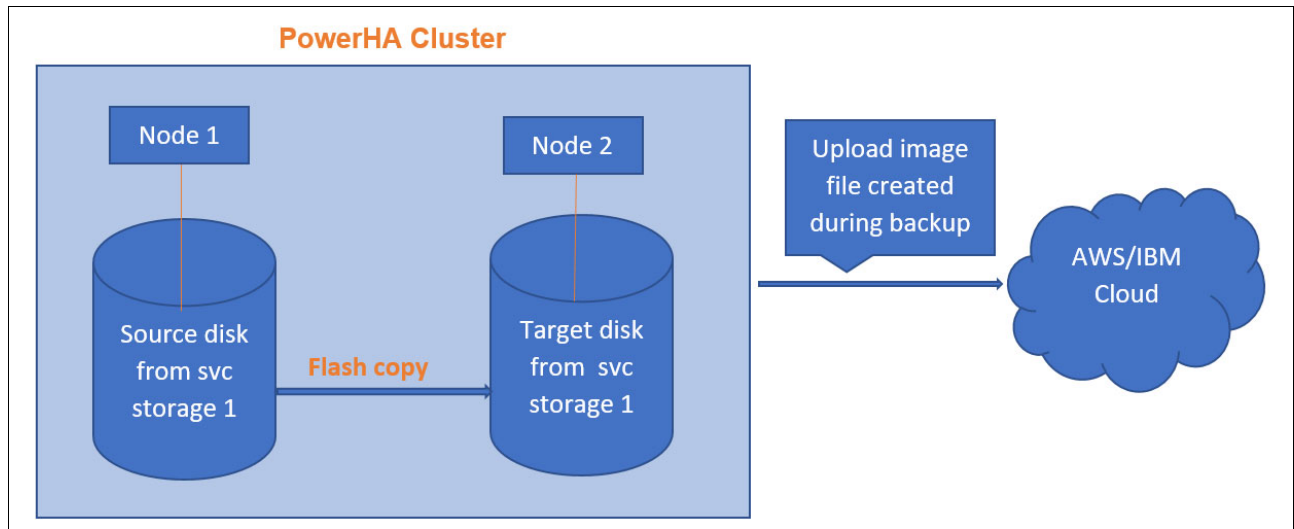 PowerHA Cluster
Node 1
Node 2
Source disk
from svc
storage 1
Flash copy
Target disk
from svc
storage 1
Upload image
file created
during backup
AWS/IBM
Cloud